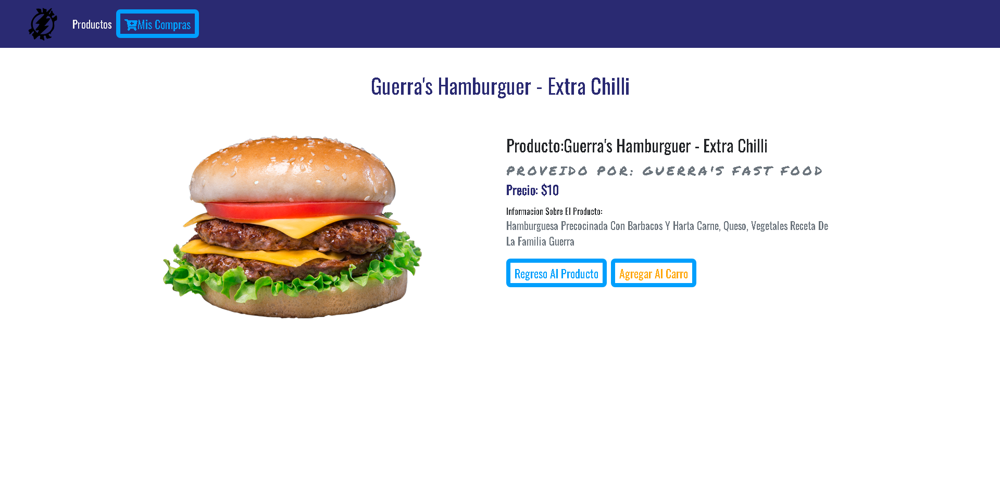 Productos Mis Compras
Guerra's Hamburguer - Extra Chilli
Producto:Guerra's Hamburguer - Extra Chilli
PROVEIDO POR: GUERRA'S FAST FOOD
Precio: $10
Informacion Sobre El Producto:
Hamburguesa Precocinada Con Barbacos Y Harta Carne, Queso, Vegetales Receta De
La Familia Guerra
Regreso Al Producto Agregar Al Carro